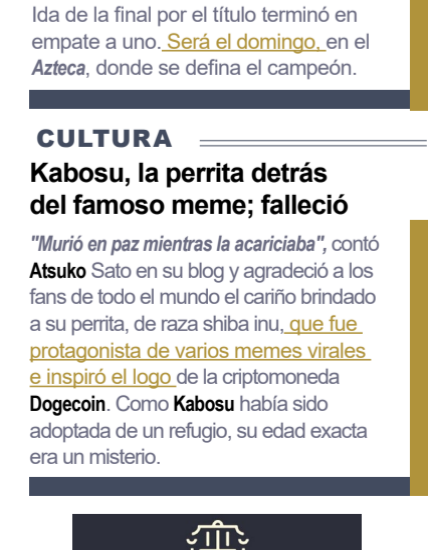 Ida de la final por el título terminó en
empate a uno. Será el domingo, en el
Azteca, donde se defina el campeón.
CULTURA
Kabosu, la perrita detrás
del famoso meme; falleció
"Murió en paz mientras la acariciaba", contó
Atsuko Sato en su blog y agradeció a los
fans de todo el mundo el cariño brindado
a su perrita, de raza shiba inu, que fue
protagonista de varios memes virales
e inspiró el logo de la criptomoneda
Dogecoin. Como Kabosu había sido
adoptada de un refugio, su edad exacta
era un misterio.